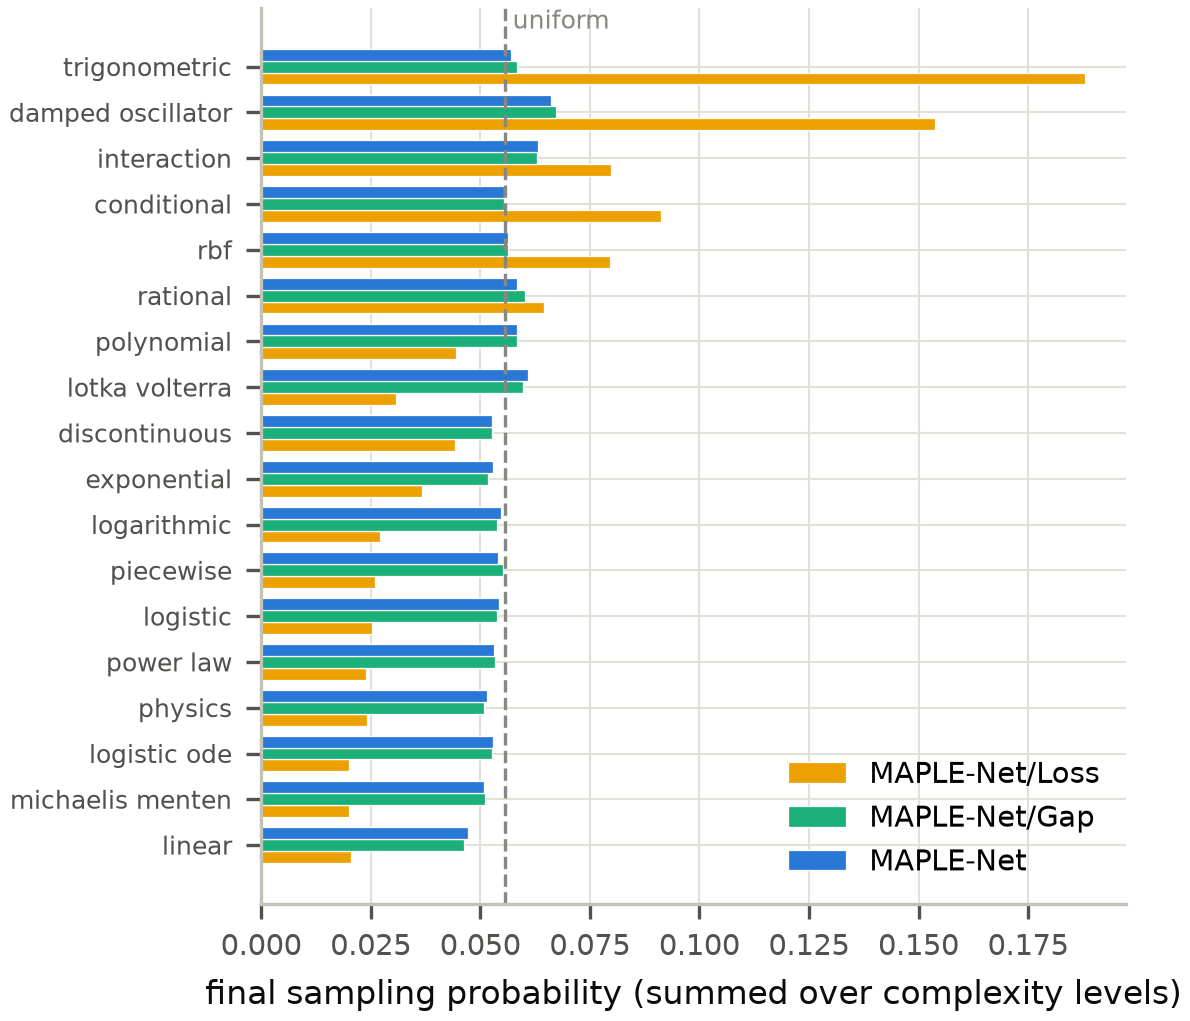 uniform
trigonometric
damped oscillator
interaction
conditional
rbf
rational
polynomial
lotka volterra
discontinuous
exponential
logarithmic
piecewise
logistic
power law
physics
logistic ode
michaelis menten
linear
MAPLE-Net/Loss
MAPLE-Net/Gap
MAPLE-Net
0.000 0.025 0.050 0.075 0.100 0.125 0.150 0.175
final sampling probability (summed over complexity levels)